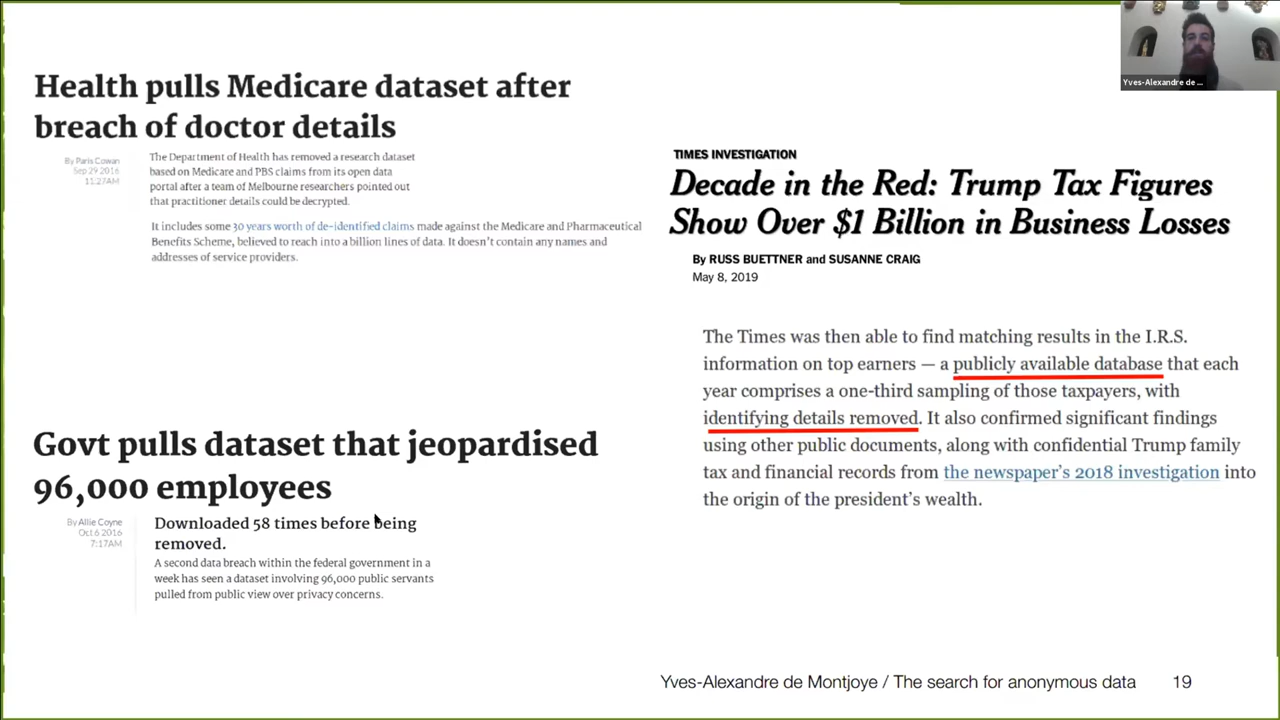 Yves-Alexandre de ...
Health pulls Medicare dataset after
breach of doctor details
By Paris Cowan
Sep 29 2016
11:27AM
The Department of Health has removed a research dataset
based on Medicare and PBS claims from its open data
portal after a team of Melbourne researchers pointed out
that practitioner details could be decrypted.
It includes some 30 years worth of de-identified claims made against the Medicare and Pharmaceutical
Benefits Scheme, believed to reach into a billion lines of data. It doesn't contain any names and
addresses of service providers.
Govt pulls dataset that jeopardised
96,000 employees
By Allie Coyne
Oct 6 2016
7:17AM
Downloaded 58 times before being
removed.
A second data breach within the federal government in a
week has seen a dataset involving 96,000 public servants
pulled from public view over privacy concerns.
TIMES INVESTIGATION
Decade in the Red: Trump Tax Figures
Show Over $1 Billion in Business Losses
By RUSS BUETTNER and SUSANNE CRAIG
May 8, 2019
The Times was then able to find matching results in the I.R.S.
information on top earners — a publicly available database that each
year comprises a one-third sampling of those taxpayers, with
identifying details removed. It also confirmed significant findings
using other public documents, along with confidential Trump family
tax and financial records from the newspaper's 2018 investigation into
the origin of the president's wealth.
Yves-Alexandre de Montjoye / The search for anonymous data 19